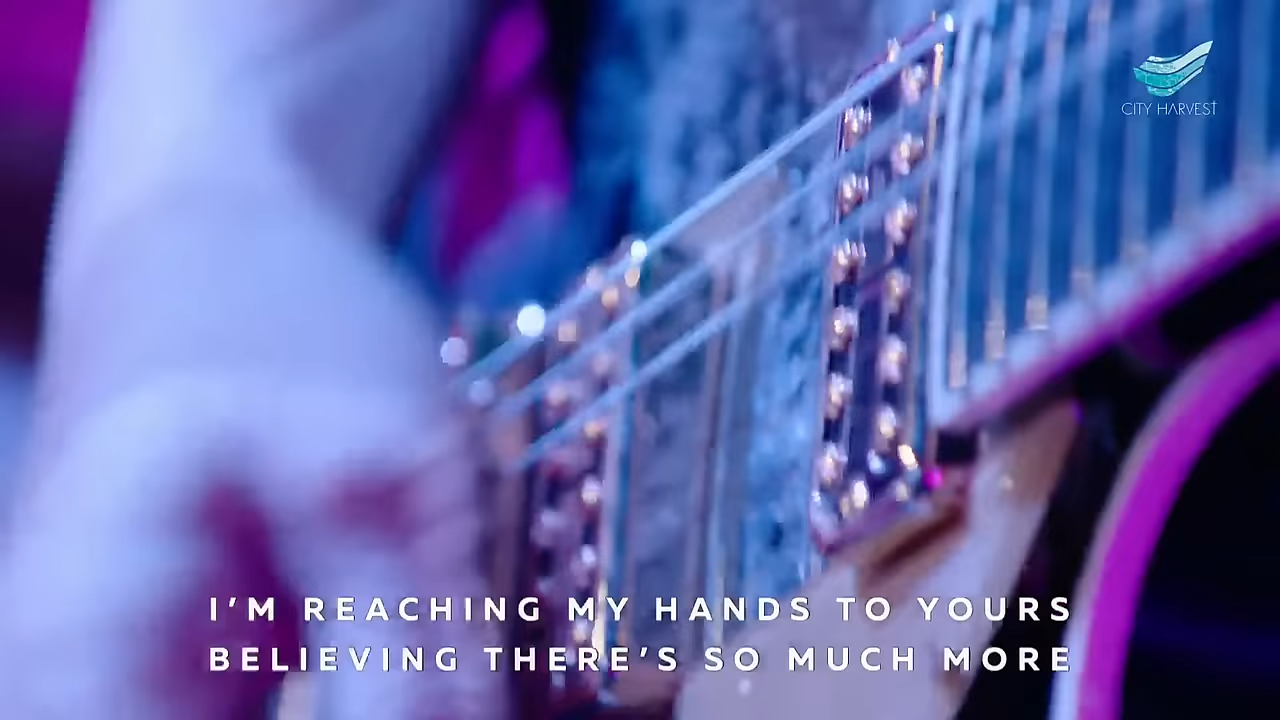 CITY HARVEST
I'M REACHING MY HANDS TO YOURS
BELIEVING THERE'S SO MUCH MORE